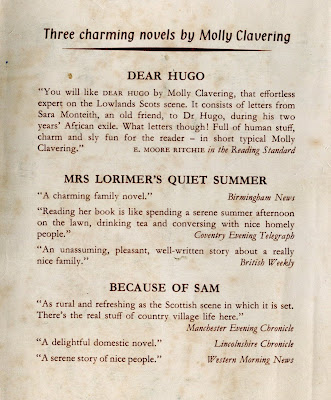 Three charming novels by Molly Clavering
DEAR HUGO
"You will like DEAR HUGO by Molly Clavering, that effortless
expert on the Lowlands Scots scene. It consists of letters from
Sara Monteith, an old friend, to Dr Hugo, during his two
years' African exile. What letters though! Full of human stuff,
charm and sly fun for the reader – in short typical Molly
Clavering." E. MOORE RITCHIE in the Reading Standard
MRS LORIMER'S QUIET SUMMER
"A charming family novel." Birmingham News
"Reading her book is like spending a serene summer afternoon
on the lawn, drinking tea and conversing with nice homely
people." Coventry Evening Telegraph
"An unassuming, pleasant, well-written story about a really
nice family." British Weekly
BECAUSE OF SAM
"As rural and refreshing as the Scottish scene in which it is set.
There's the real stuff of country village life here."
Manchester Evening Chronicle
"A delightful domestic novel." Lincolnshire Chronicle
"A serene story of nice people." Western Morning News